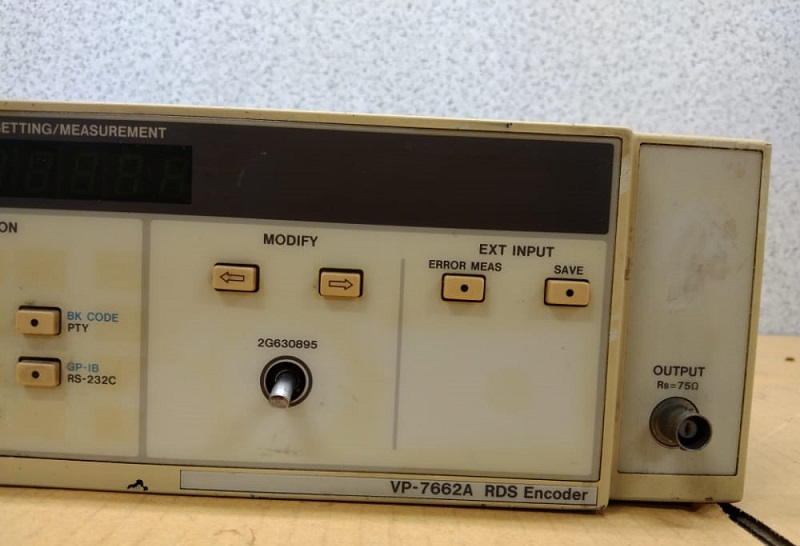 SETTING/MEASUREMENT
ON
MODIFY
EXT INPUT
ERROR MEAS
SAVE
BK CODE
PTY
GP-IB
RS-232C
2G630895
OUTPUT
Rs=75Ω
VP-7662A RDS Encoder